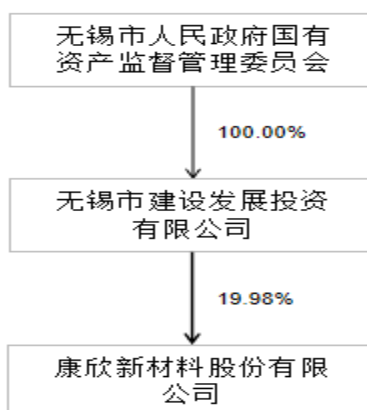 无锡市人民政府国有
资产监督管理委员会
100.00%
无锡市建设发展投资
有限公司
19.98%
康欣新材料股份有限
公司